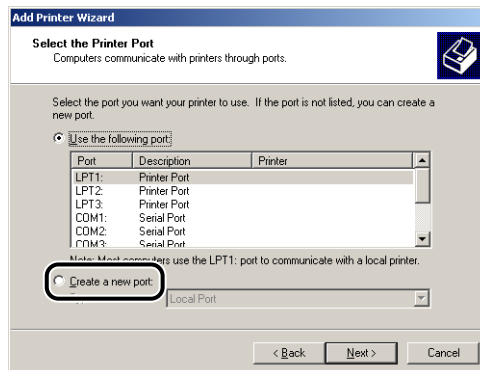 Add Printer Wizard
Select the Printer Port
Computers communicate with printers through ports.
Select the port you want your printer to use. If the port is not listed, you can create a
new port.
Use the following port:
Port Description Printer
LPT1: Printer Port
LPT2: Printer Port
LPT3: Printer Port
COM1: Serial Port
COM2: Serial Port
COM3: Serial Port
Note: Most computers use the LPT1: port to communicate with a local printer.
Create a new port:
Local Port
< Back Next > Cancel